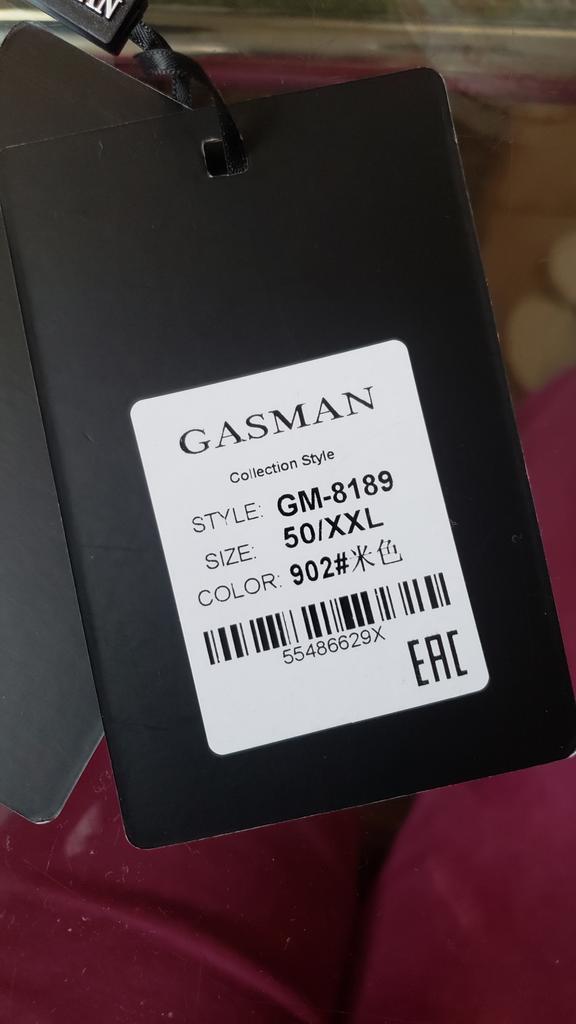 GASMAN
Collection Style
STYLE: GM-8189
SIZE: 50/XXL
COLOR: 902#米色
55486629X
EAC